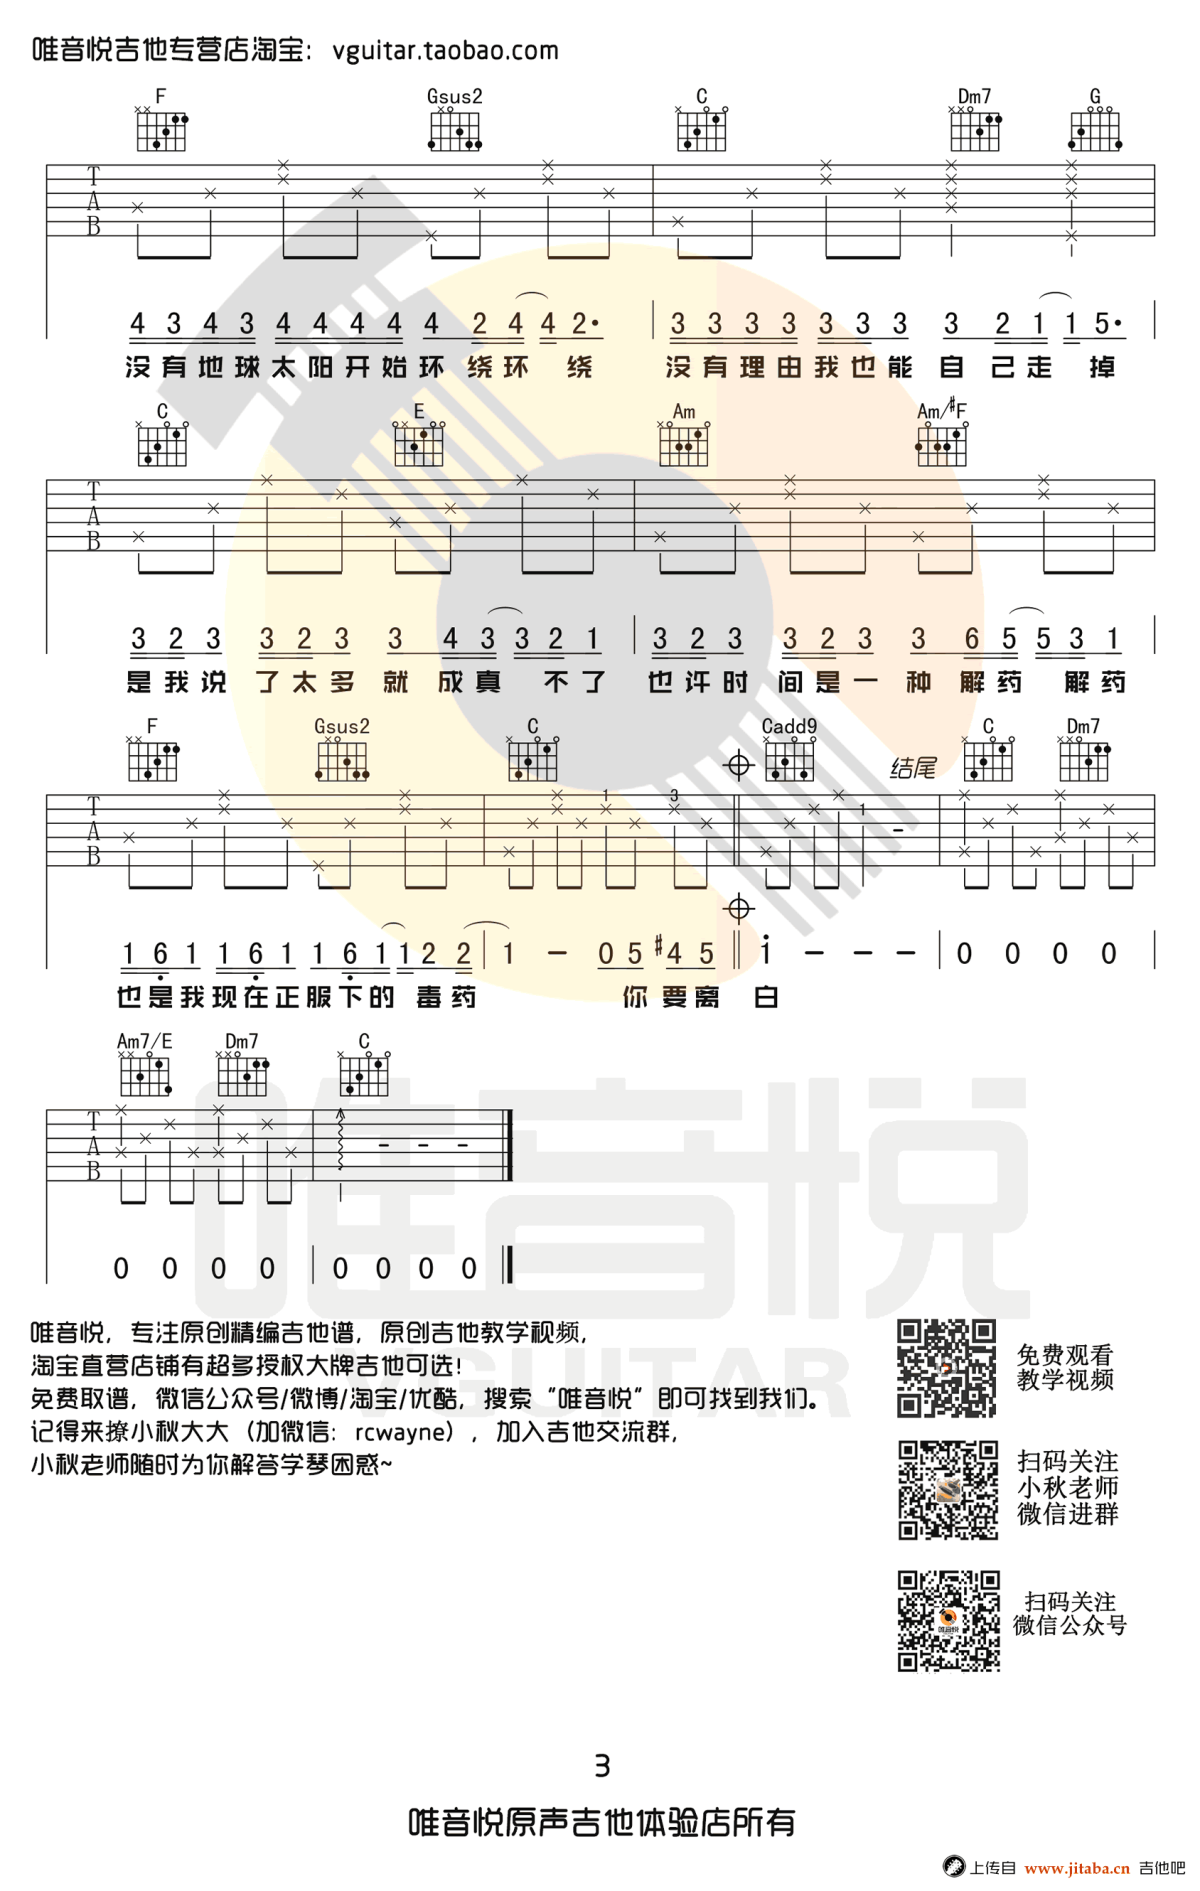 唯音悦吉他专营店淘宝：vguitar.taobao.com
F Gsus2 C Dm7 G
T
A
B
4 3 4 3 4 4 4 4 4 2 4 4 2· 3 3 3 3 3 3 3 3 2 1 1 5·
没有地球太阳开始环绕环绕 没有理由我也能自己走掉
C E Am Am/#F
T
A
B
3 2 3 3 2 3 3 4 3 3 2 1 3 2 3 3 2 3 3 6 5 5 3 1
是我说了太多就成真不了 也许时间是一种解药解药
F Gsus2 C Cadd9 结尾 C Dm7
T
A
B
1 3 1 -
1 6 1 1 6 1 1 6 1 1 2 2 1 - 0 5 #4 5 i - - - 0 0 0 0
也是我现在正服下的毒药 你要离 白
Am7/E Dm7 C
T
A
B
- - -
0 0 0 0 0 0 0 0
唯音悦，专注原创精编吉他谱，原创吉他教学视频，
淘宝直营店铺有超多授权大牌吉他可选！
免费取谱，微信公众号/微博/淘宝/优酷，搜索“唯音悦”即可找到我们。
记得来撩小秋大大（加微信：rcwayne），加入吉他交流群，
小秋老师随时为你解答学琴困惑~
免费观看
教学视频
扫码关注
小秋老师
微信进群
扫码关注
微信公众号
唯音悦
VGUITAR
3
唯音悦原声吉他体验店所有
上传自 www.jitaba.cn 吉他吧